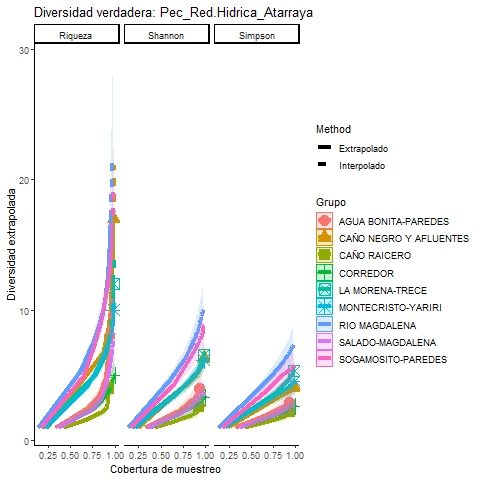 Diversidad verdadera: Pec_Red.Hidrica_Atarraya
Riqueza Shannon Simpson
30
20
10
0
Diversidad extrapolada
0.25 0.50 0.75 1.00 0.25 0.50 0.75 1.00 0.25 0.50 0.75 1.00
Cobertura de muestreo
Method
Extrapolado
Interpolado
Grupo
AGUA BONITA-PAREDES
CAÑO NEGRO Y AFLUENTES
CAÑO RAICERO
CORREDOR
LA MORENA-TRECE
MONTECRISTO-YARIRI
RIO MAGDALENA
SALADO-MAGDALENA
SOGAMOSITO-PAREDES